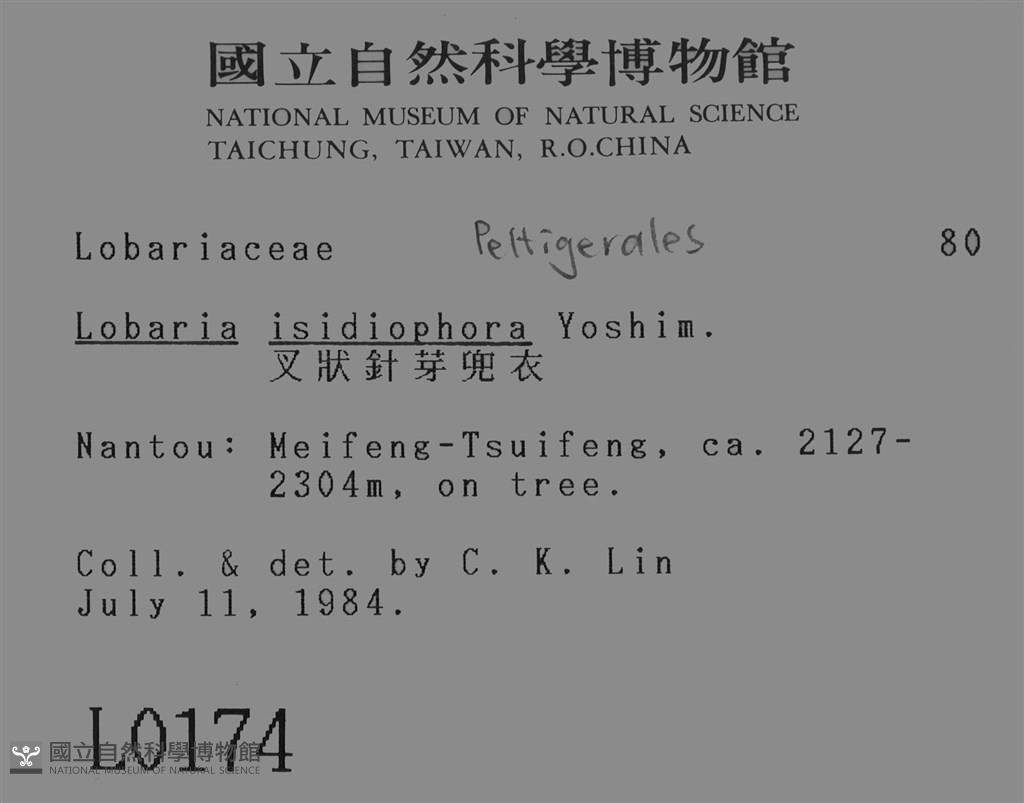 國立自然科學博物館
NATIONAL MUSEUM OF NATURAL SCIENCE
TAICHUNG, TAIWAN, R.O.CHINA
Lobariaceae Peltigerales 80
Lobaria isidiophora Yoshim.
叉狀針芽兜衣
Nantou: Meifeng-Tsuifeng, ca. 2127-
2304m, on tree.
Coll. & det. by C. K. Lin
July 11, 1984.
L0174
國立自然科學博物館
NATIONAL MUSEUM OF NATURAL SCIENCE